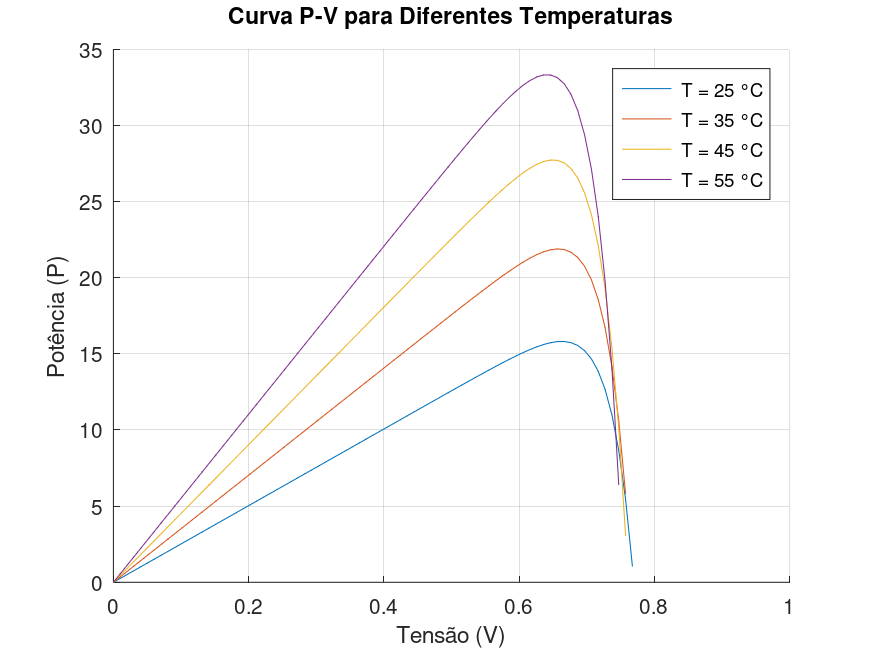 Curva P-V para Diferentes Temperaturas
35
30
25
20
15
10
5
0
Potência (P)
T = 25 °C
T = 35 °C
T = 45 °C
T = 55 °C
0 0.2 0.4 0.6 0.8 1
Tensão (V)